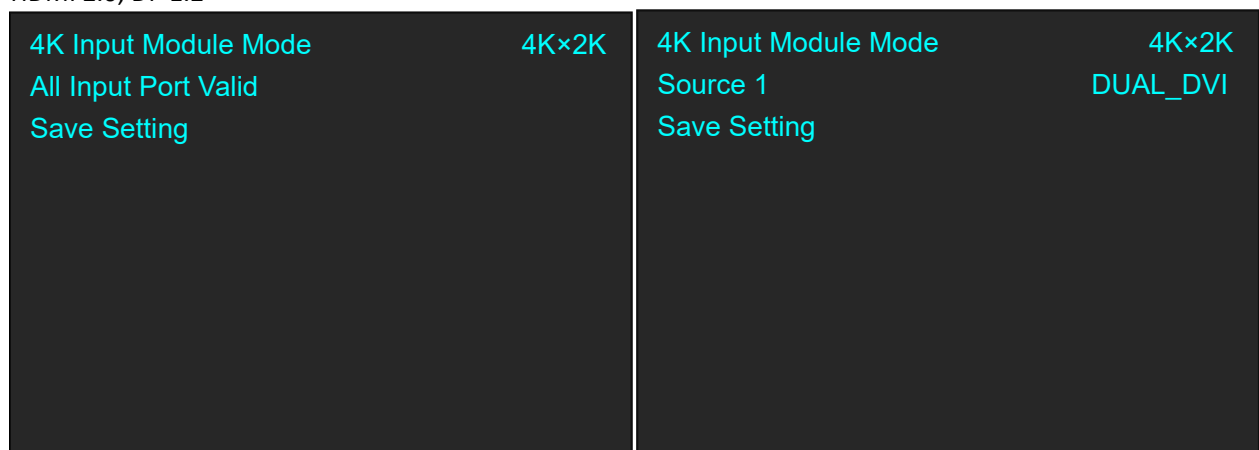 4K Input Module Mode 4K×2K
All Input Port Valid
Save Setting
4K Input Module Mode 4K×2K
Source 1 DUAL_DVI
Save Setting